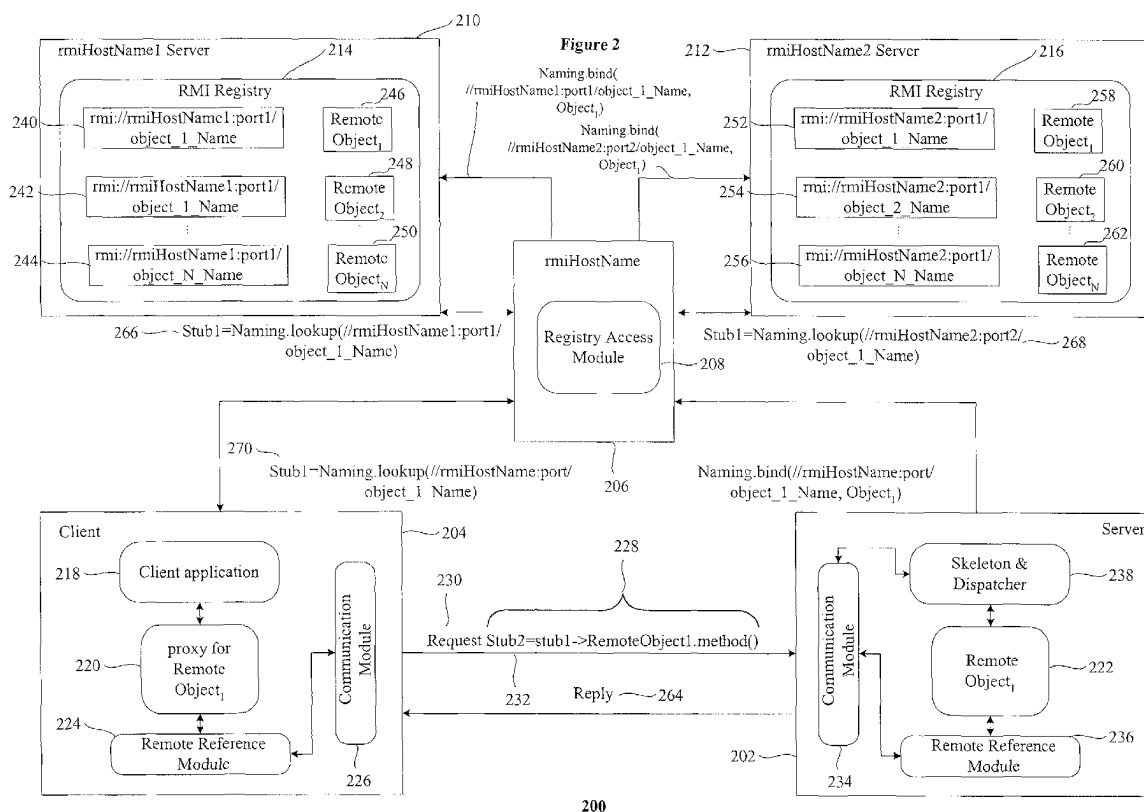 Figure 2
210
rmiHostName1 Server
214
RMI Registry
240
rmi://rmiHostName1:port1/
object_1_Name
246
Remote
Object1
242
rmi://rmiHostName1:port1/
object_1_Name
248
Remote
Object2
244
rmi://rmiHostName1:port1/
object_N_Name
250
Remote
ObjectN
Naming.bind(
//rmiHostName1:port1/object_1_Name,
Object1)
Naming.bind(
//rmiHostName2:port2/object_1_Name,
Object1)
212
rmiHostName2 Server
216
RMI Registry
252
rmi://rmiHostName2:port1/
object_1_Name
258
Remote
Object1
254
rmi://rmiHostName2:port1/
object_2_Name
260
Remote
Object2
256
rmi://rmiHostName2:port1/
object_N_Name
262
Remote
ObjectN
rmiHostName
Registry Access
Module
208
206
266
Stub1=Naming.lookup(//rmiHostName1:port1/
object_1_Name)
Stub1=Naming.lookup(//rmiHostName2:port2/
object_1_Name)
268
270
Stub1=Naming.lookup(//rmiHostName:port/
object_1_Name)
Naming.bind(//rmiHostName:port/
object_1_Name, Object1)
Client
204
218
Client application
220
proxy for
Remote
Object1
224
Remote Reference
Module
Communication
Module
226
228
230
Request Stub2=stub1->RemoteObject1.method()
232
Reply
264
Server
202
Communication
Module
234
Skeleton &
Dispatcher
238
Remote
Object1
222
Remote Reference
Module
236
200